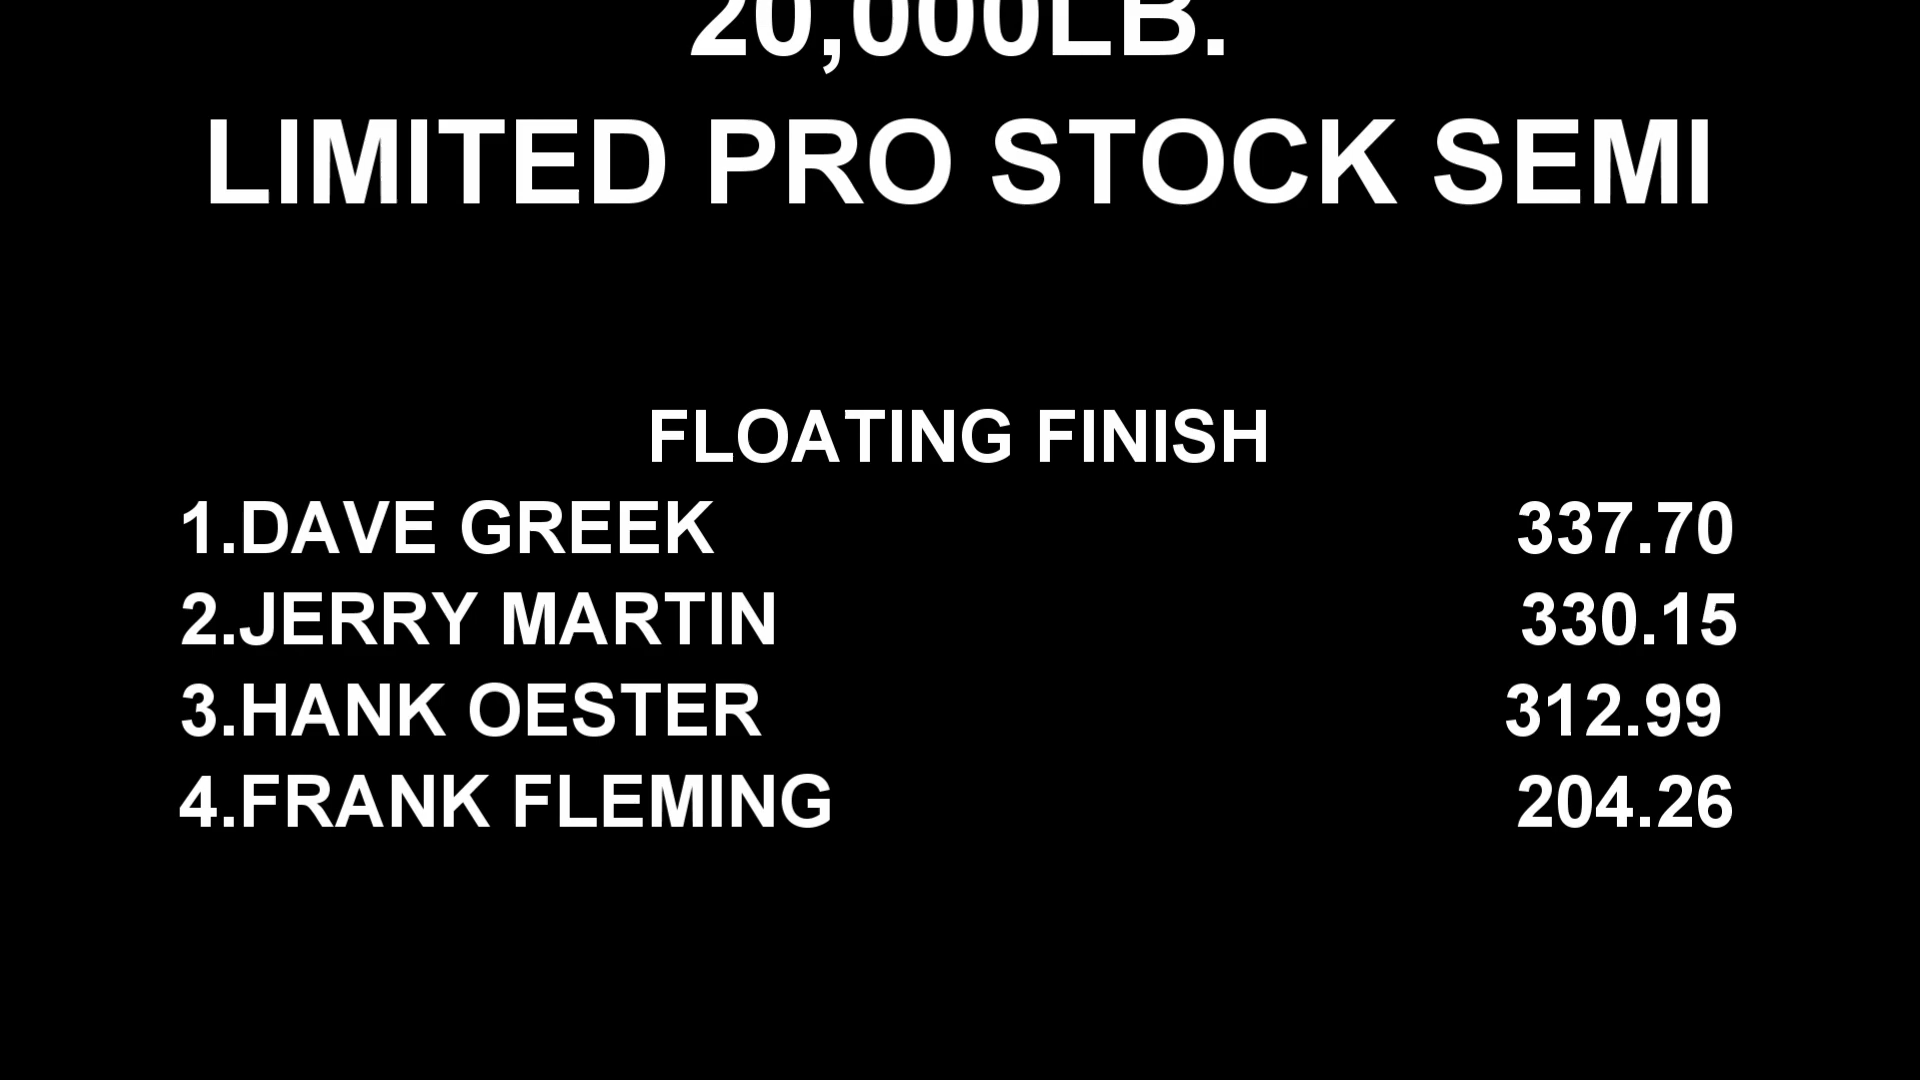 20,000LB.
LIMITED PRO STOCK SEMI
FLOATING FINISH
1.DAVE GREEK 337.70
2.JERRY MARTIN 330.15
3.HANK OESTER 312.99
4.FRANK FLEMING 204.26